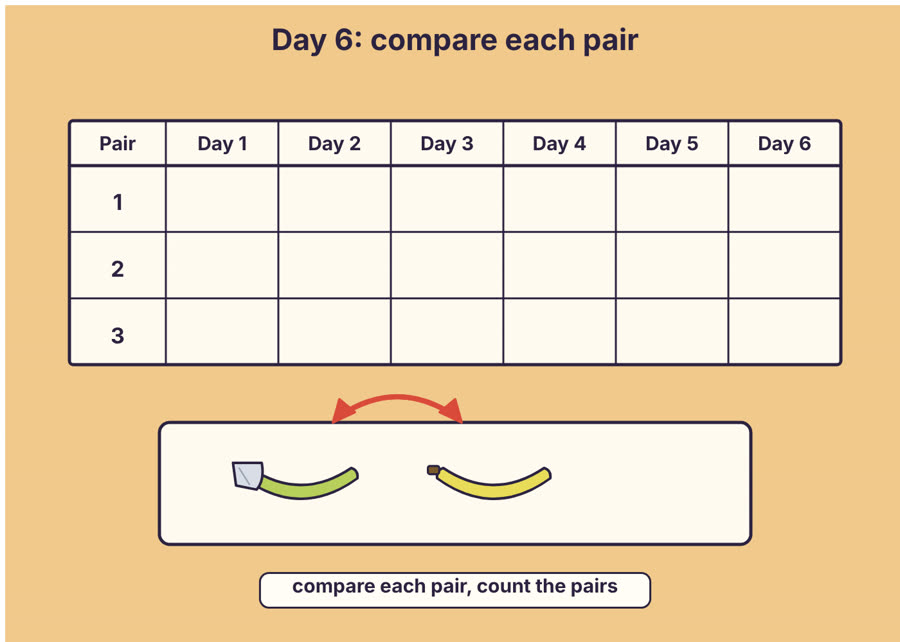 Day 6: compare each pair
Pair Day 1 Day 2 Day 3 Day 4 Day 5 Day 6
1
2
3
compare each pair, count the pairs